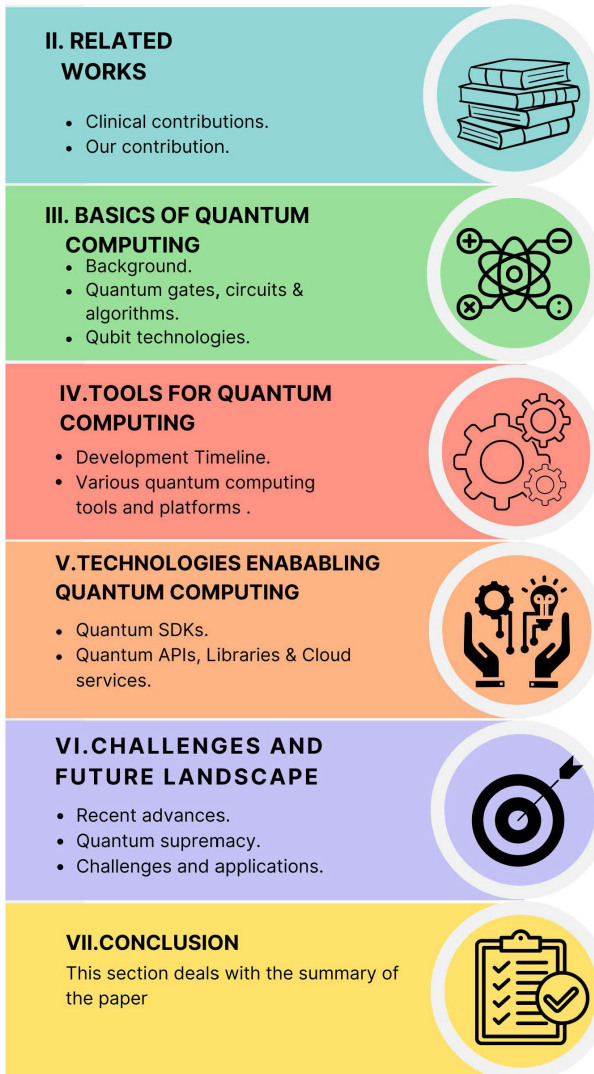 II. RELATED
WORKS
• Clinical contributions.
• Our contribution.
III. BASICS OF QUANTUM
COMPUTING
• Background.
• Quantum gates, circuits &
algorithms.
• Qubit technologies.
IV.TOOLS FOR QUANTUM
COMPUTING
• Development Timeline.
• Various quantum computing
tools and platforms .
V.TECHNOLOGIES ENABABLING
QUANTUM COMPUTING
• Quantum SDKs.
• Quantum APIs, Libraries & Cloud
services.
VI.CHALLENGES AND
FUTURE LANDSCAPE
• Recent advances.
• Quantum supremacy.
• Challenges and applications.
VII.CONCLUSION
This section deals with the summary of
the paper